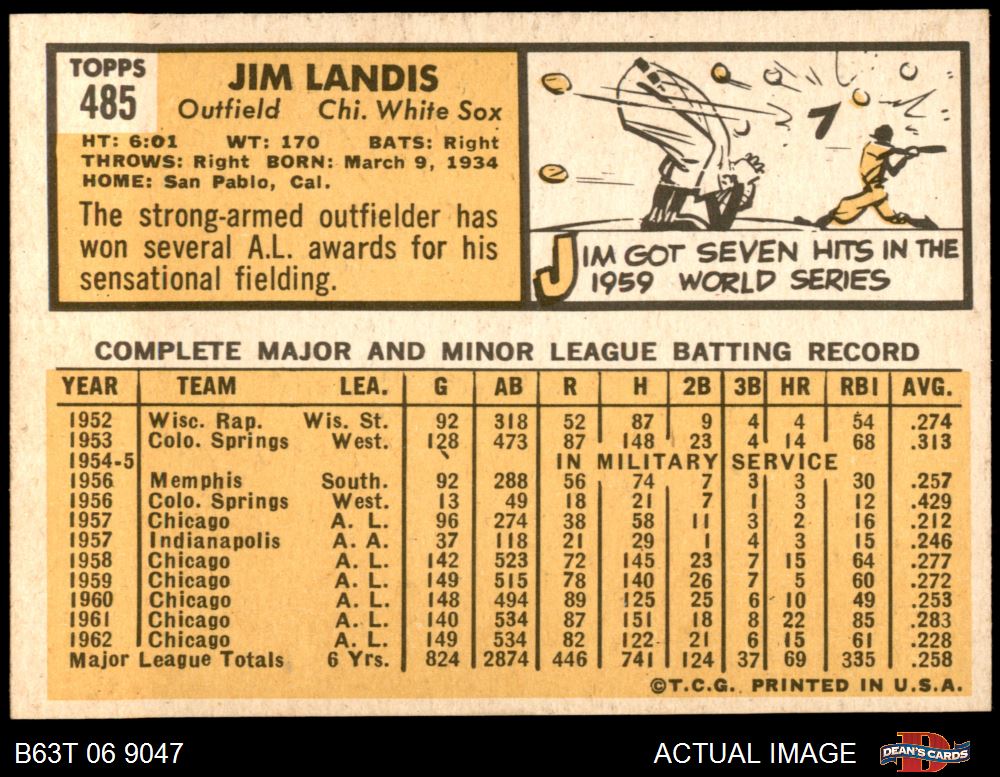 TOPPS
485
JIM LANDIS
Outfield Chi. White Sox
HT: 6:01 WT: 170 BATS: Right
THROWS: Right BORN: March 9, 1934
HOME: San Pablo, Cal.
The strong-armed outfielder has
won several A.L. awards for his
sensational fielding.
7
JIM GOT SEVEN HITS IN THE
1959 WORLD SERIES
COMPLETE MAJOR AND MINOR LEAGUE BATTING RECORD
YEAR TEAM LEA. G AB R H 2B 3B HR RBI AVG.
1952 Wisc. Rap. Wis. St. 92 318 52 87 9 4 4 54 .274
1953 Colo. Springs West. 128 473 87 148 23 4 14 68 .313
1954-5 IN MILITARY SERVICE
1956 Memphis South. 92 288 56 74 7 3 3 30 .257
1956 Colo. Springs West. 13 49 18 21 7 1 3 12 .429
1957 Chicago A. L. 96 274 38 58 11 3 2 16 .212
1957 Indianapolis A. A. 37 118 21 29 1 4 3 15 .246
1958 Chicago A. L. 142 523 72 145 23 7 15 64 .277
1959 Chicago A. L. 149 515 78 140 26 7 5 60 .272
1960 Chicago A. L. 148 494 89 125 25 6 10 49 .253
1961 Chicago A. L. 140 534 87 151 18 8 22 85 .283
1962 Chicago A. L. 149 534 82 122 21 6 15 61 .228
Major League Totals 6 Yrs. 824 2874 446 741 124 37 69 335 .258
©T.C.G. PRINTED IN U.S.A.
B63T 06 9047 ACTUAL IMAGE DEAN'S CARDS